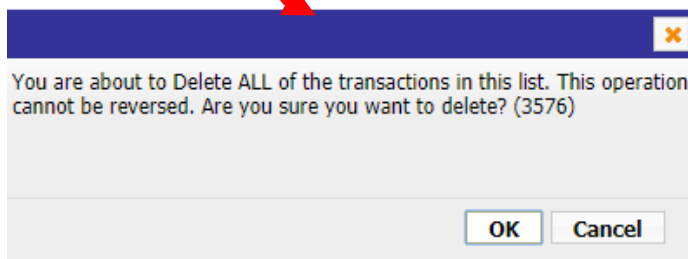 You are about to Delete ALL of the transactions in this list. This operation
cannot be reversed. Are you sure you want to delete? (3576)
OK Cancel